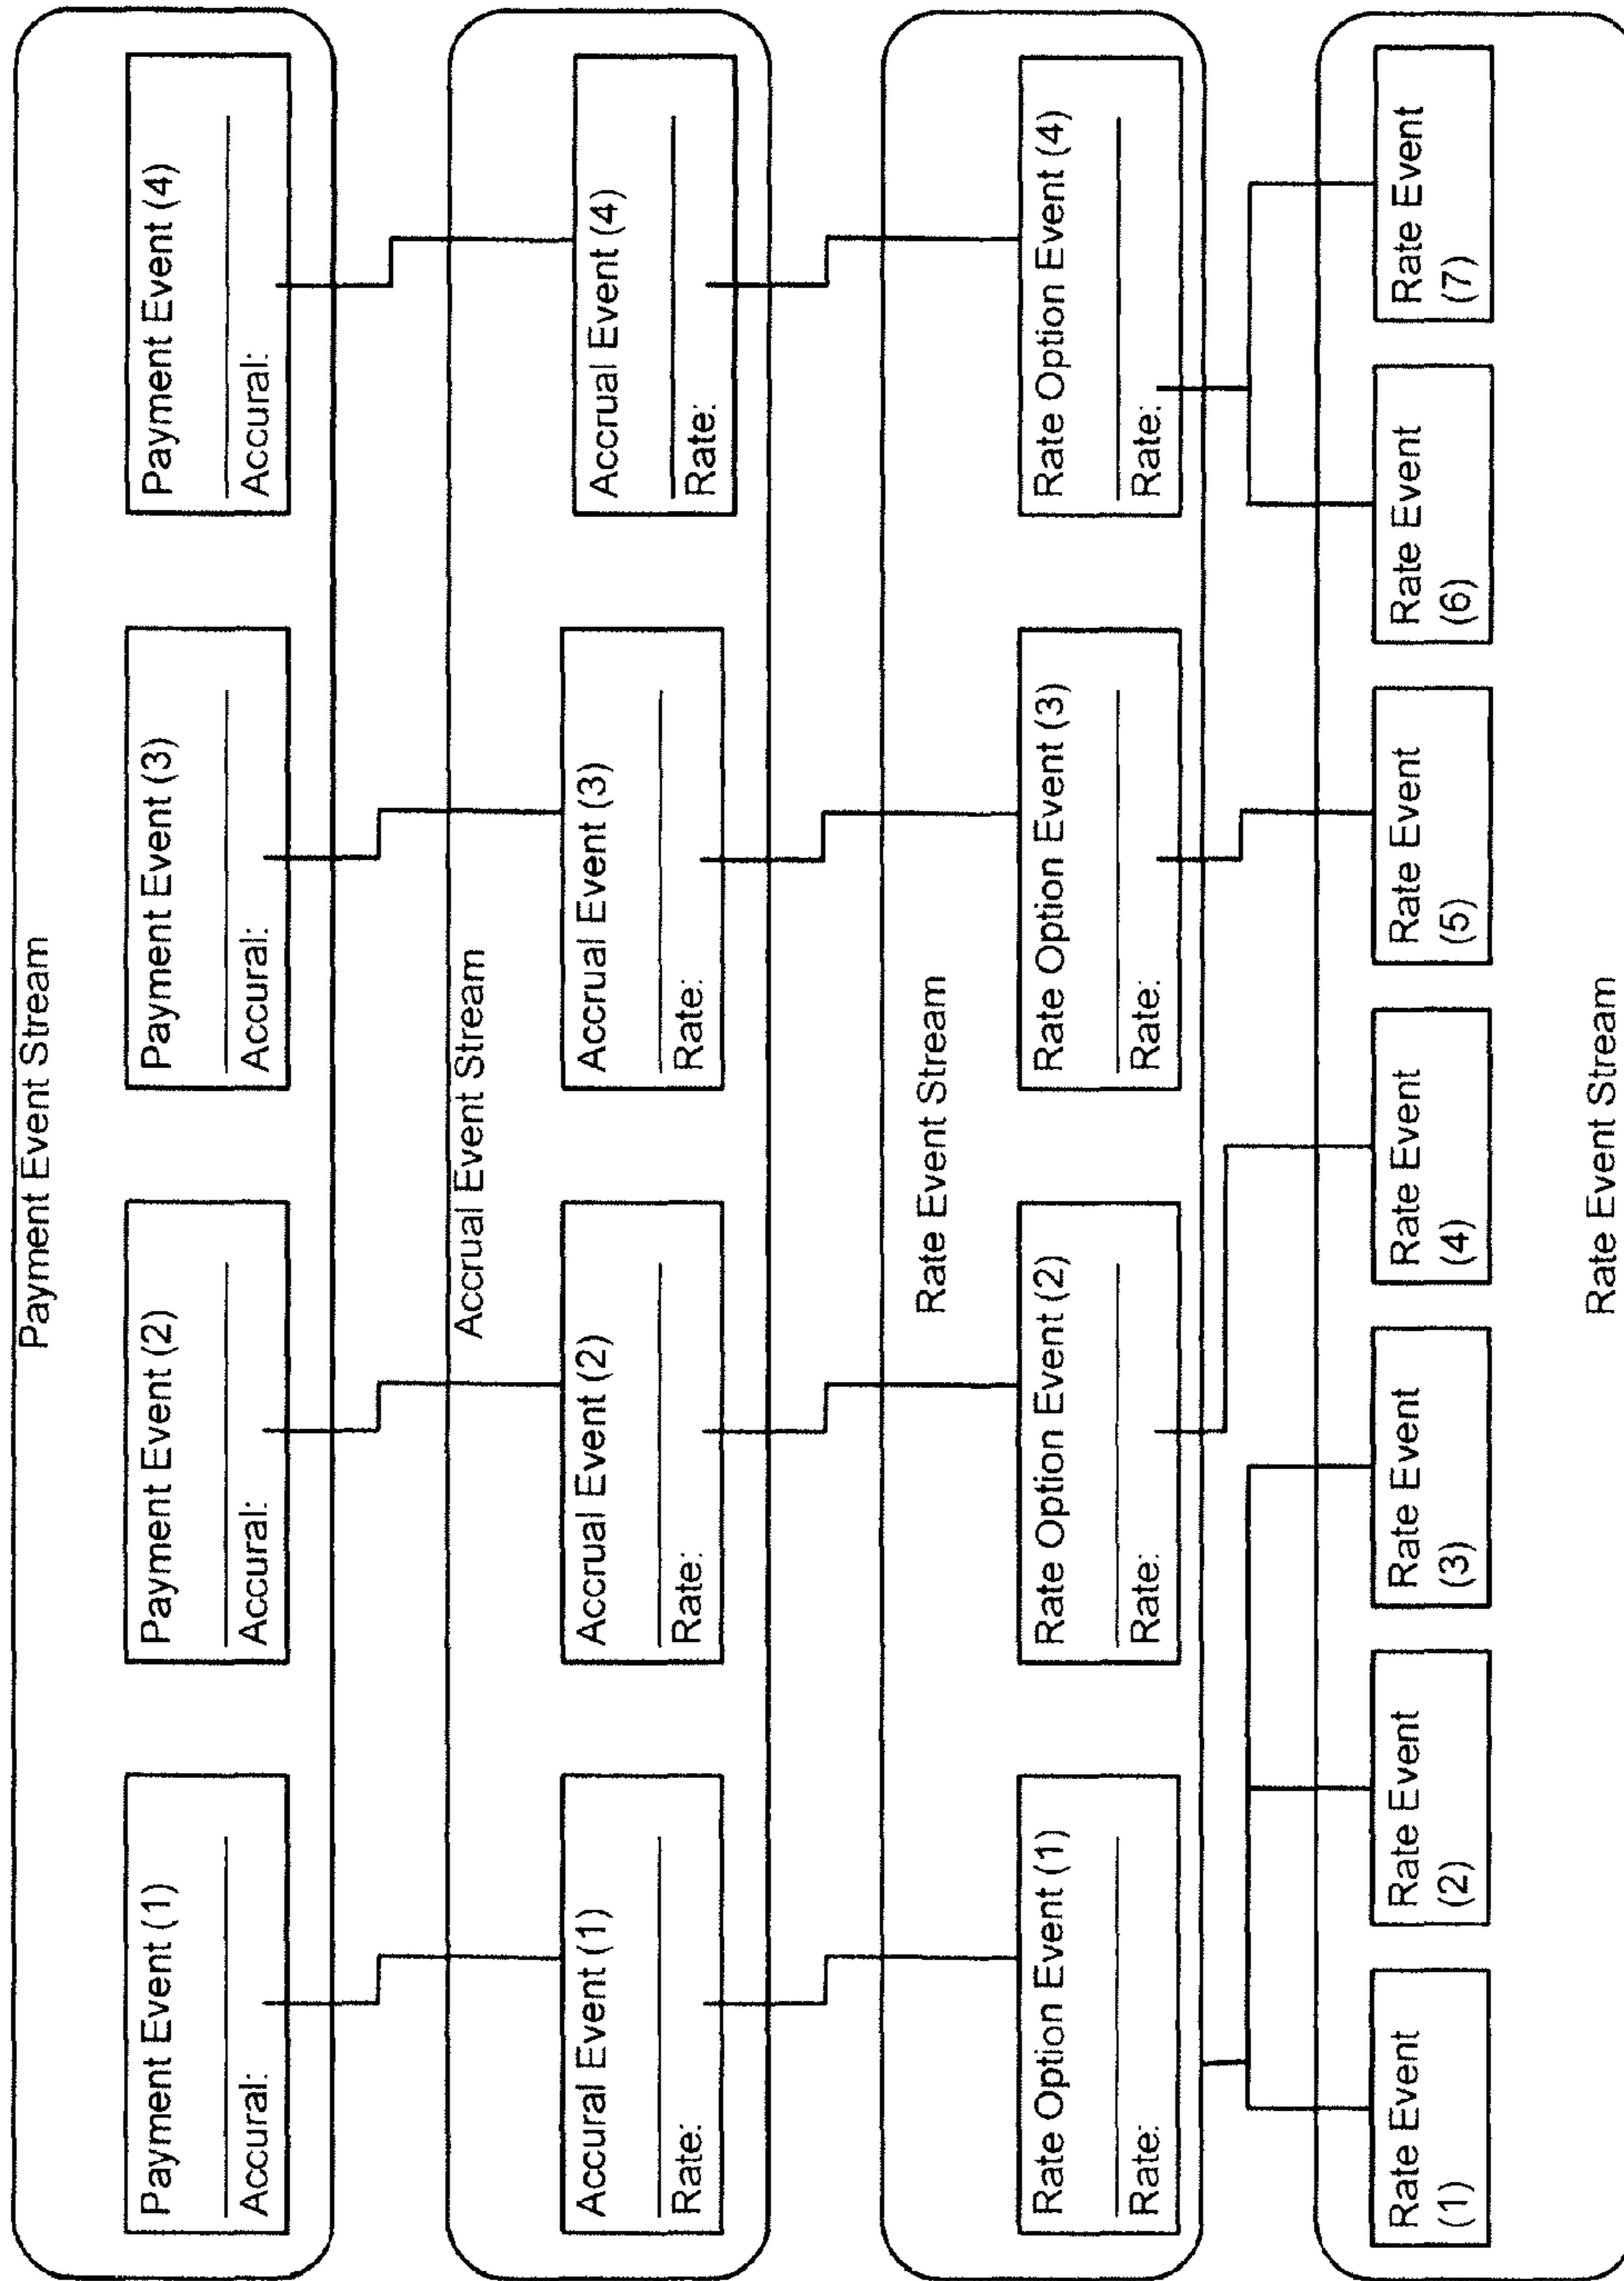 Payment Event Stream
Payment Event (1)
Accural:
Payment Event (2)
Accural:
Payment Event (3)
Accural:
Payment Event (4)
Accural:
Accrual Event Stream
Accural Event (1)
Rate:
Accrual Event (2)
Rate:
Accrual Event (3)
Rate:
Accrual Event (4)
Rate:
Rate Event Stream
Rate Option Event (1)
Rate:
Rate Option Event (2)
Rate:
Rate Option Event (3)
Rate:
Rate Option Event (4)
Rate:
Rate Event
(1)
Rate Event
(2)
Rate Event
(3)
Rate Event
(4)
Rate Event
(5)
Rate Event
(6)
Rate Event
(7)
Rate Event Stream